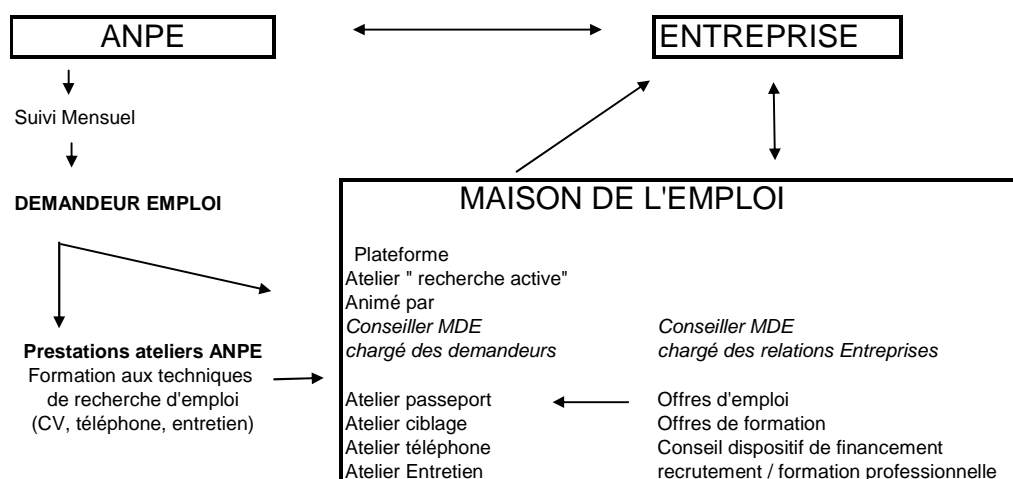 ANPE
ENTREPRISE
Suivi Mensuel
DEMANDEUR EMPLOI
Prestations ateliers ANPE
Formation aux techniques
de recherche d'emploi
(CV, téléphone, entretien)
MAISON DE L'EMPLOI
Plateforme
Atelier " recherche active"
Animé par
Conseiller MDE
chargé des demandeurs
Atelier passeport
Atelier ciblage
Atelier téléphone
Atelier Entretien
Conseiller MDE
chargé des relations Entreprises
Offres d'emploi
Offres de formation
Conseil dispositif de financement
recrutement / formation professionnelle